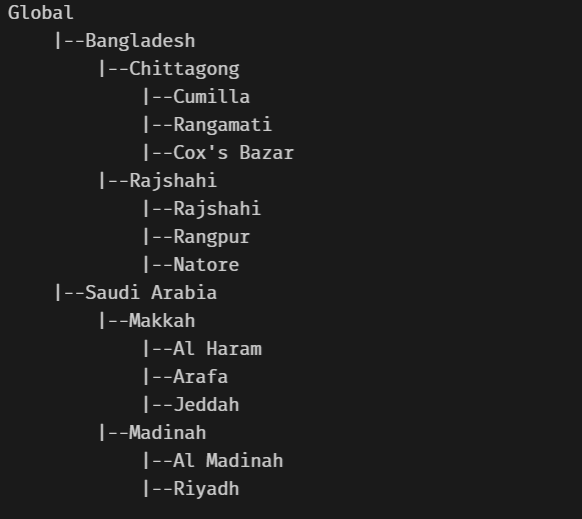 Global
    |--Bangladesh
        |--Chittagong
            |--Cumilla
            |--Rangamati
            |--Cox's Bazar
        |--Rajshahi
            |--Rajshahi
            |--Rangpur
            |--Natore
    |--Saudi Arabia
        |--Makkah
            |--Al Haram
            |--Arafa
            |--Jeddah
        |--Madinah
            |--Al Madinah
            |--Riyadh